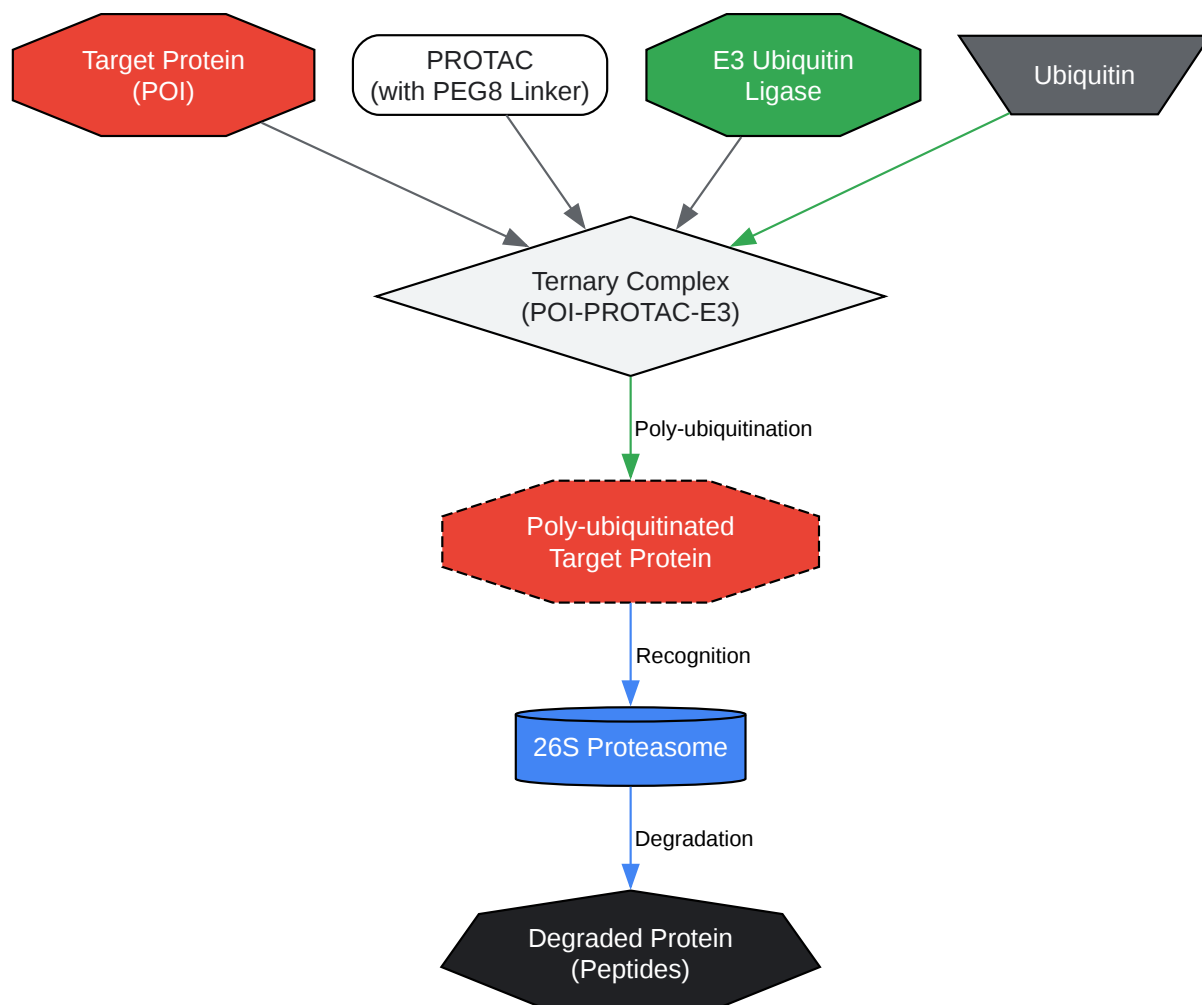 Target Protein
(POI)
PROTAC
(with PEG8 Linker)
E3 Ubiquitin
Ligase
Ubiquitin
Ternary Complex
(POI-PROTAC-E3)
Poly-ubiquitination
Poly-ubiquitinated
Target Protein
Recognition
26S Proteasome
Degradation
Degraded Protein
(Peptides)